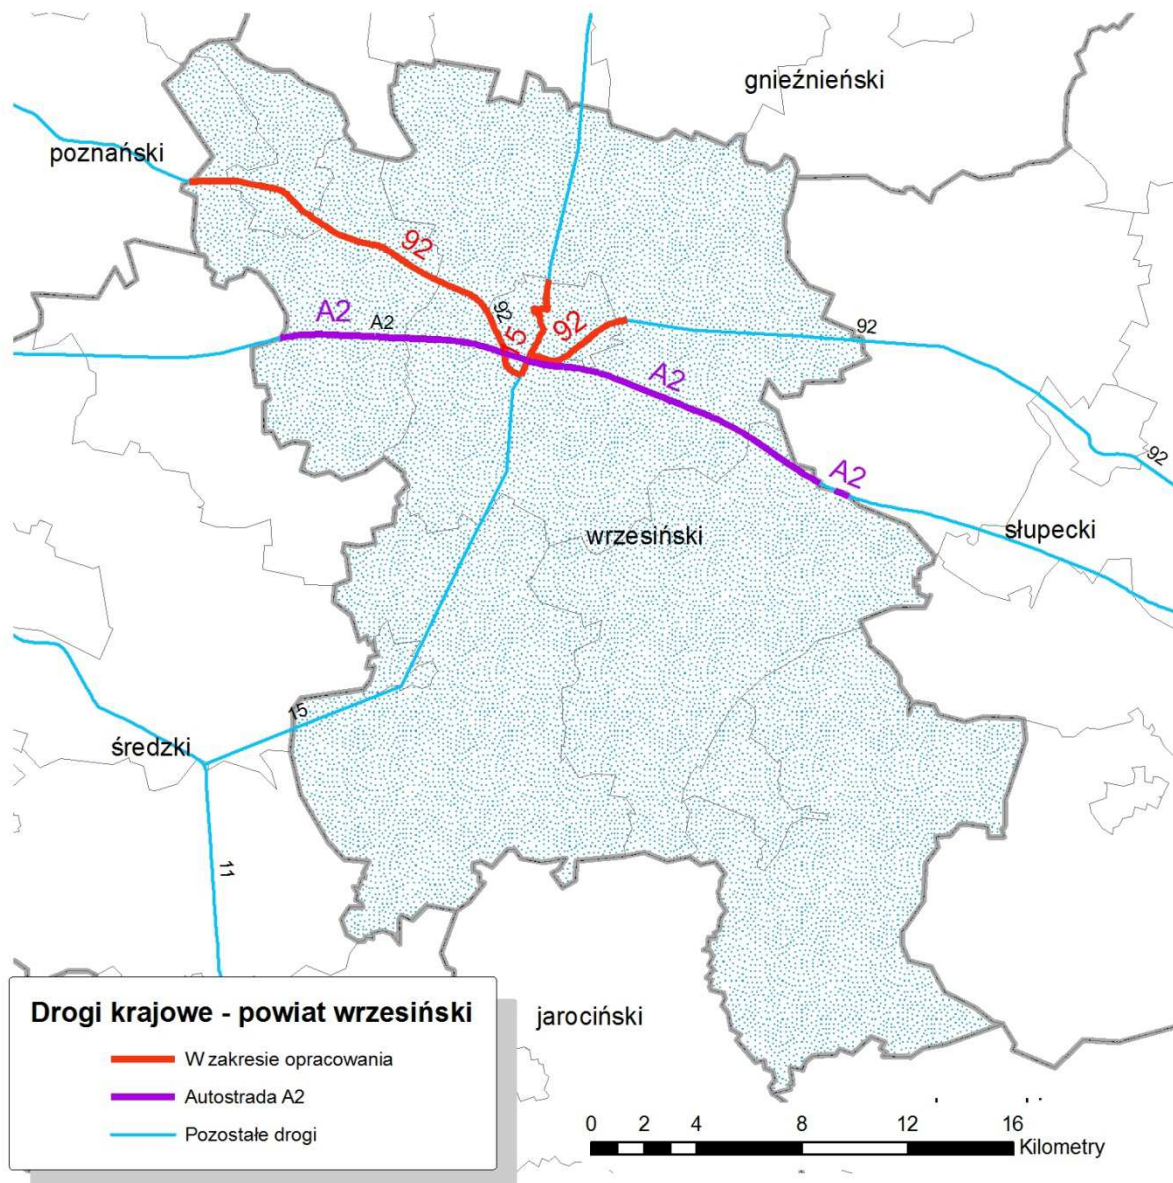 gnieźnieński
poznański
92
A2
A2
92
5
92
92
A2
92
A2
wrzesiński
słupecki
15
średzki
11
jarociński
Drogi krajowe - powiat wrzesiński
W zakresie opracowania
Autostrada A2
Pozostałe drogi
0 2 4 8 12 16
Kilometry